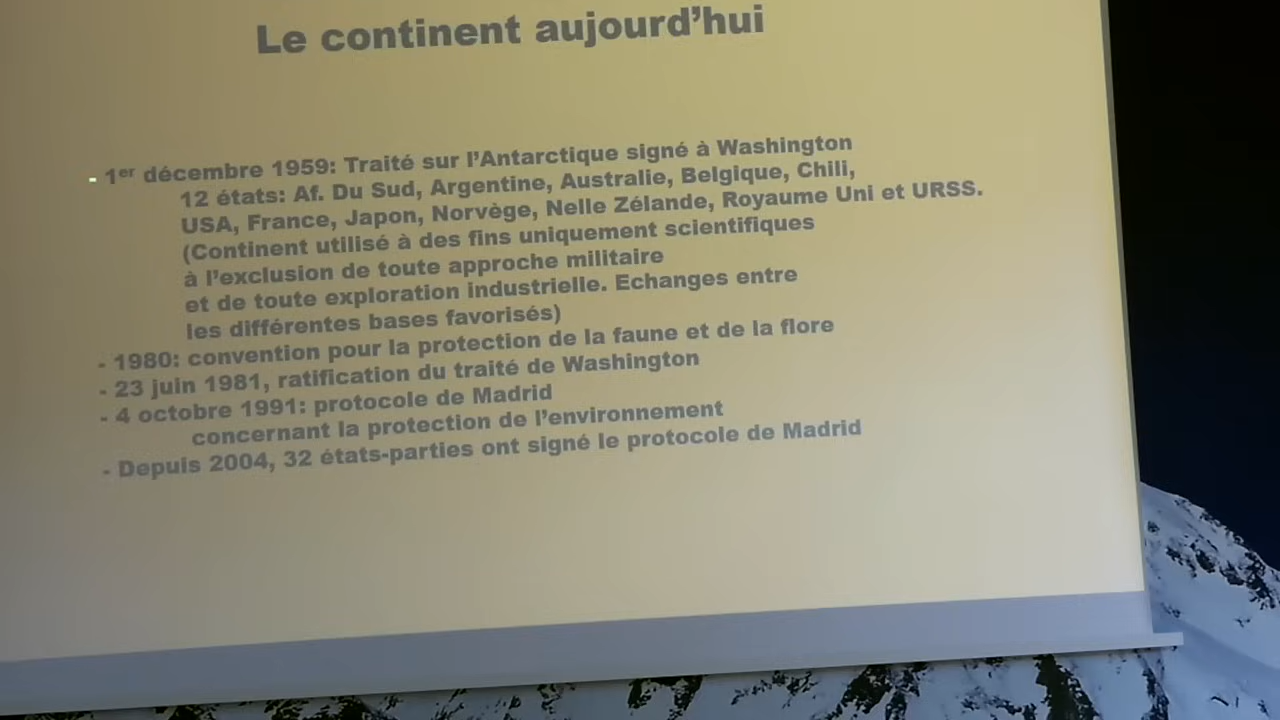 Le continent aujourd'hui
- 1er décembre 1959: Traité sur l'Antarctique signé à Washington
12 états: Af. Du Sud, Argentine, Australie, Belgique, Chili,
USA, France, Japon, Norvège, Nelle Zélande, Royaume Uni et URSS.
(Continent utilisé à des fins uniquement scientifiques
à l'exclusion de toute approche militaire
et de toute exploration industrielle. Echanges entre
les différentes bases favorisés)
- 1980: convention pour la protection de la faune et de la flore
- 23 juin 1981, ratification du traité de Washington
- 4 octobre 1991: protocole de Madrid
concernant la protection de l'environnement
- Depuis 2004, 32 états-parties ont signé le protocole de Madrid